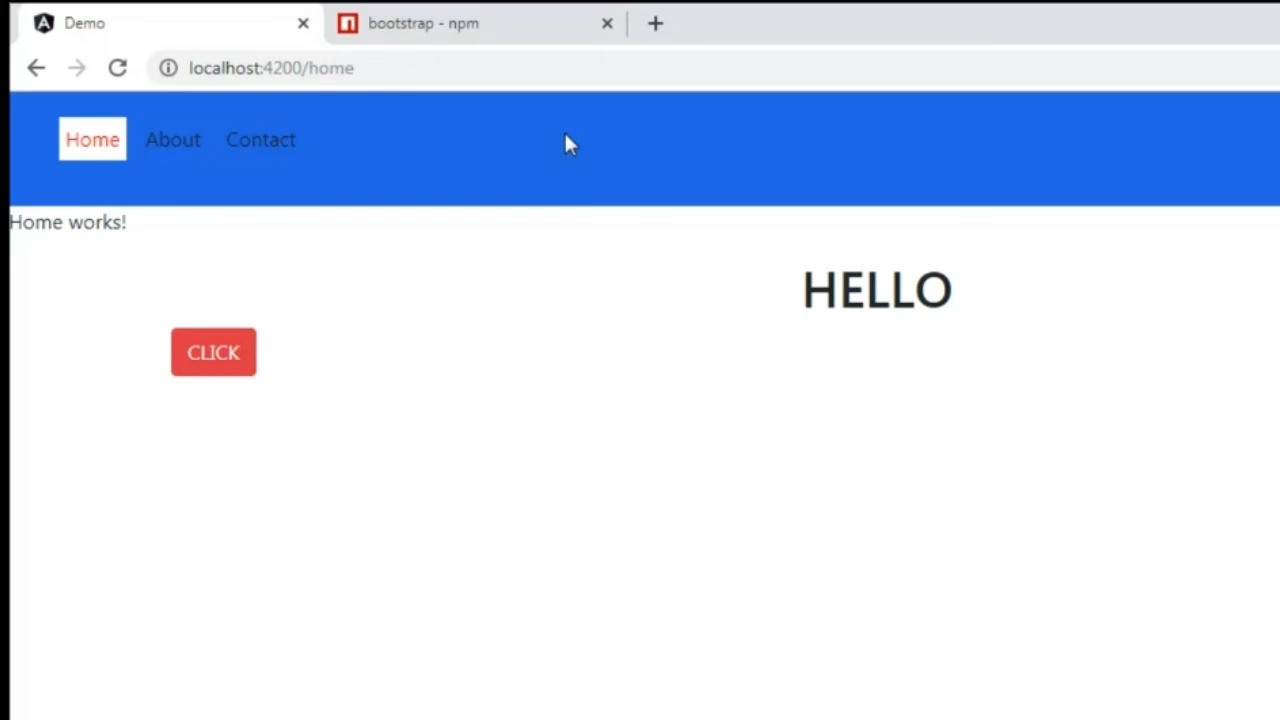 Demo
bootstrap - npm
localhost:4200/home
Home About Contact
Home works!
HELLO
CLICK